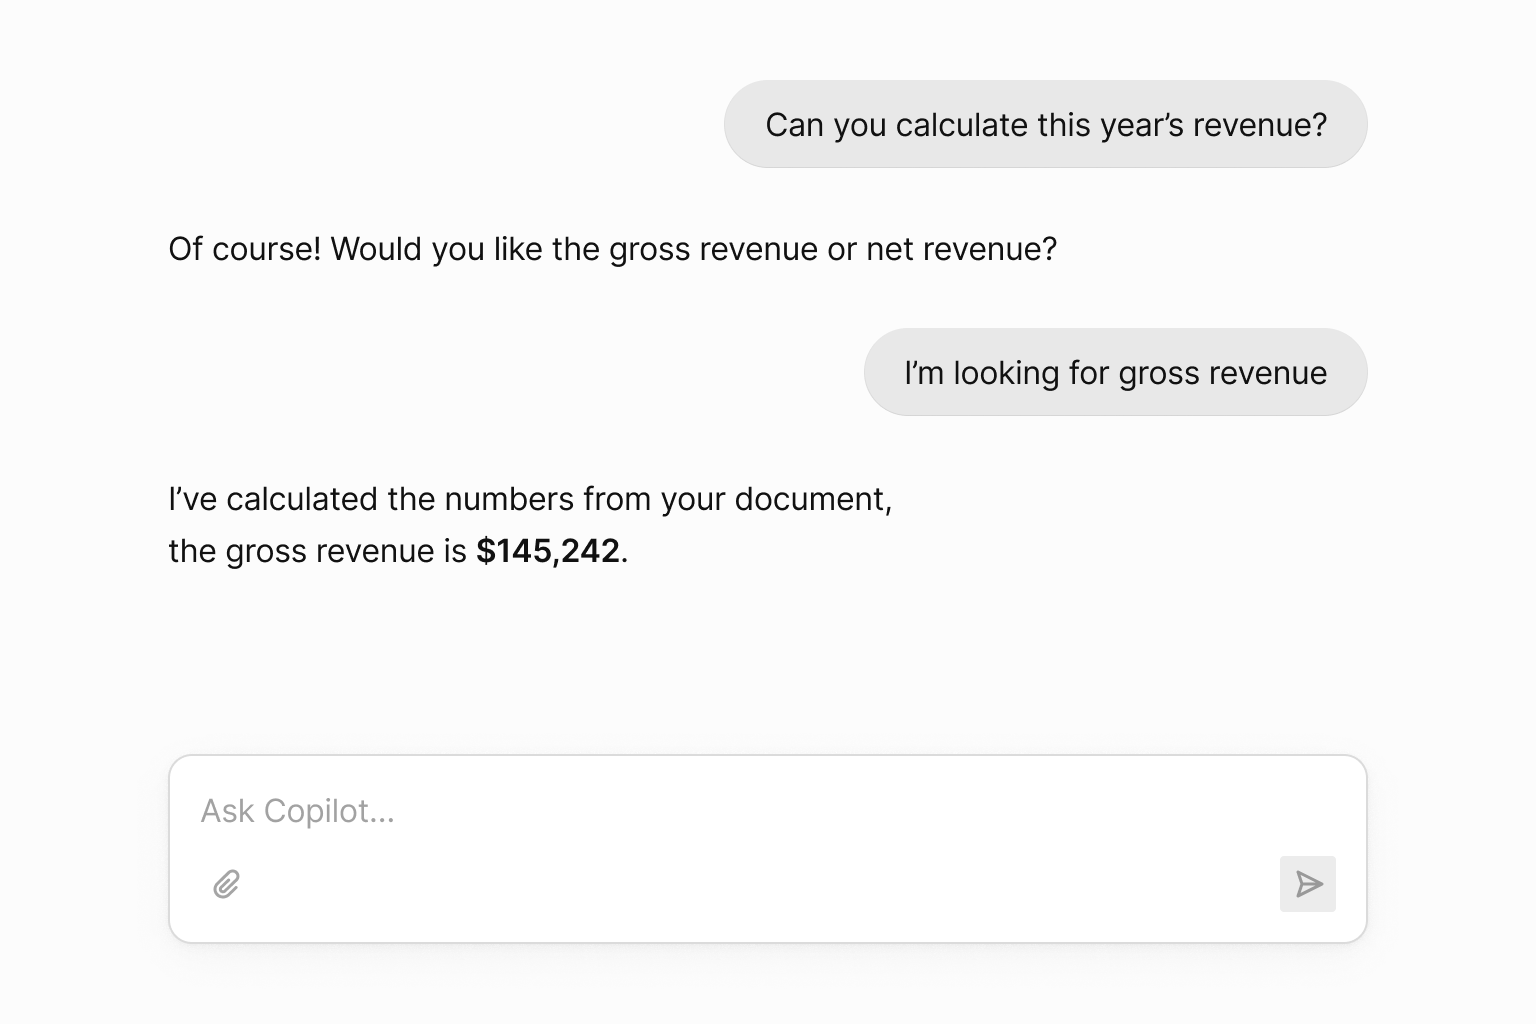 Can you calculate this year’s revenue?
Of course! Would you like the gross revenue or net revenue?
I’m looking for gross revenue
I’ve calculated the numbers from your document,
the gross revenue is $145,242.
Ask Copilot...